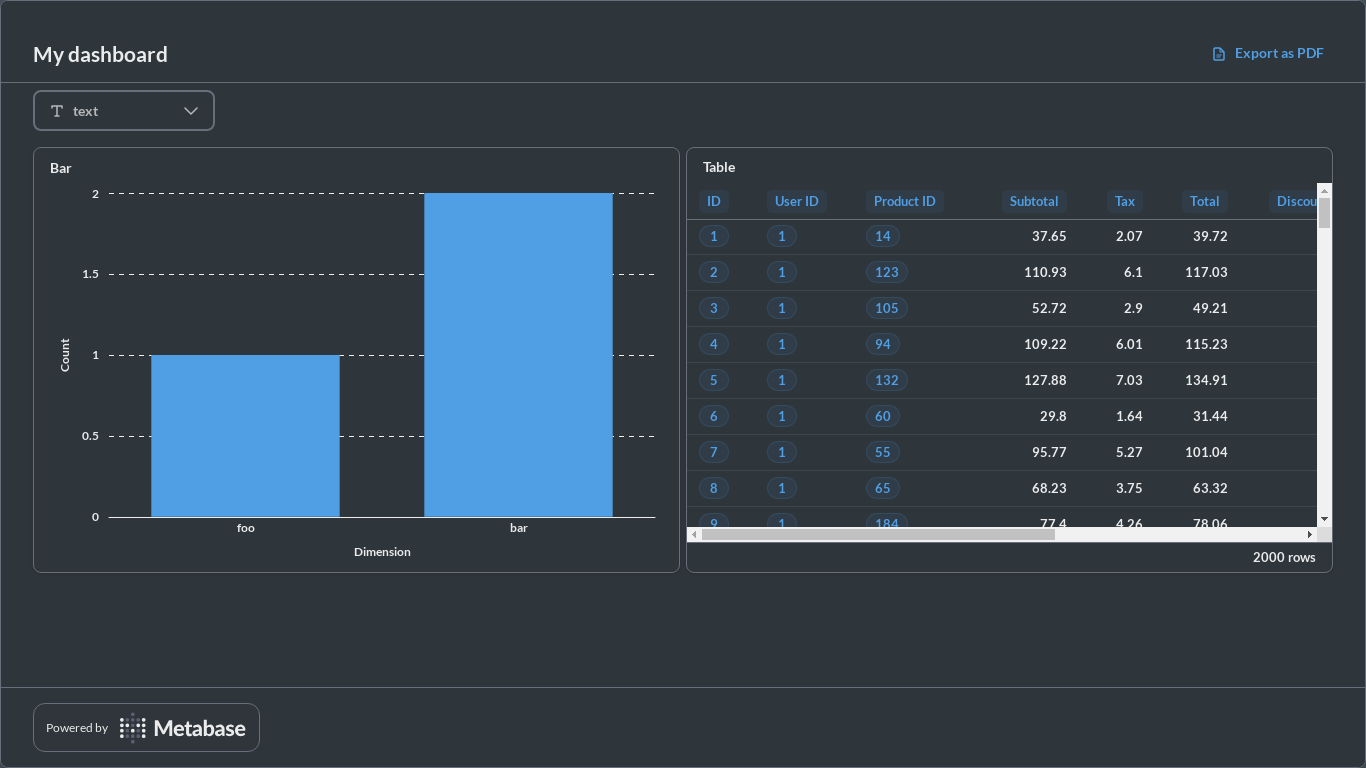 My dashboard
Export as PDF
text
Bar
2
1.5
1
0.5
0
Count
foo bar
Dimension
Table
ID User ID Product ID Subtotal Tax Total Discou
1 1 14 37.65 2.07 39.72
2 1 123 110.93 6.1 117.03
3 1 105 52.72 2.9 49.21
4 1 94 109.22 6.01 115.23
5 1 132 127.88 7.03 134.91
6 1 60 29.8 1.64 31.44
7 1 55 95.77 5.27 101.04
8 1 65 68.23 3.75 63.32
9 1 184 77.4 4.26 78.06
2000 rows
Powered by Metabase